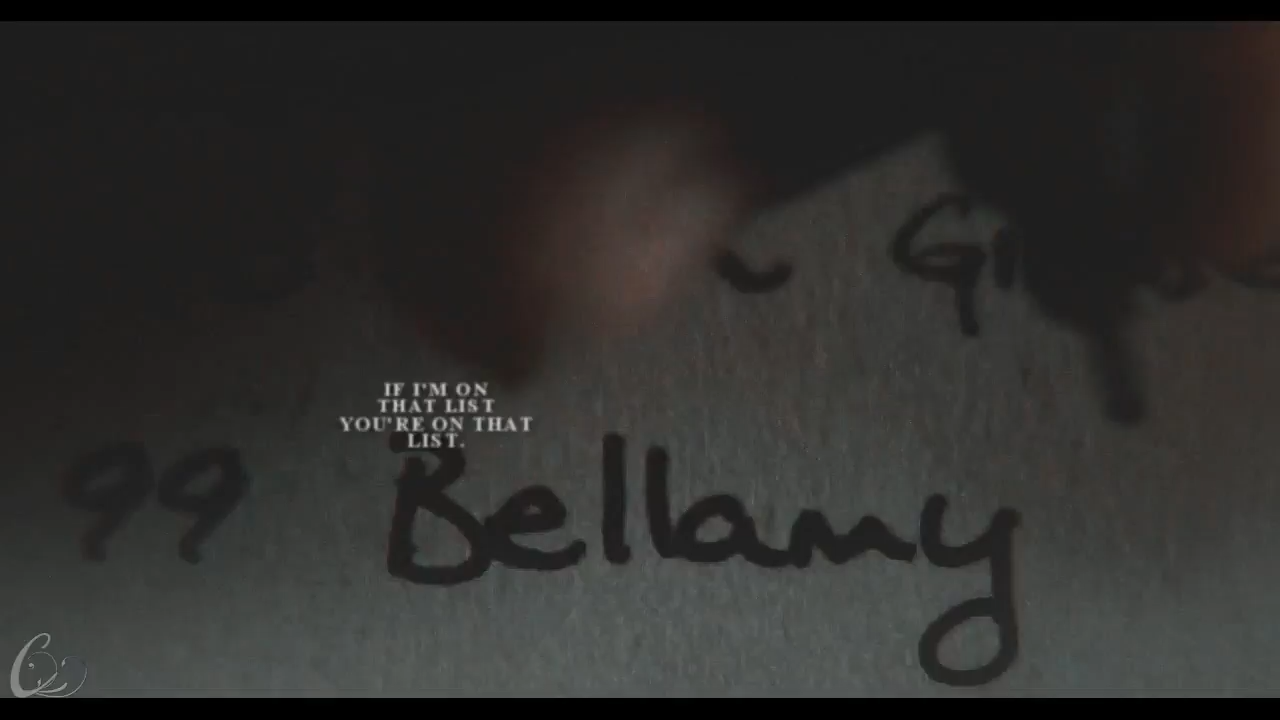 IF I'M ON
THAT LIST
YOU'RE ON THAT
LIST.
99 Bellamy